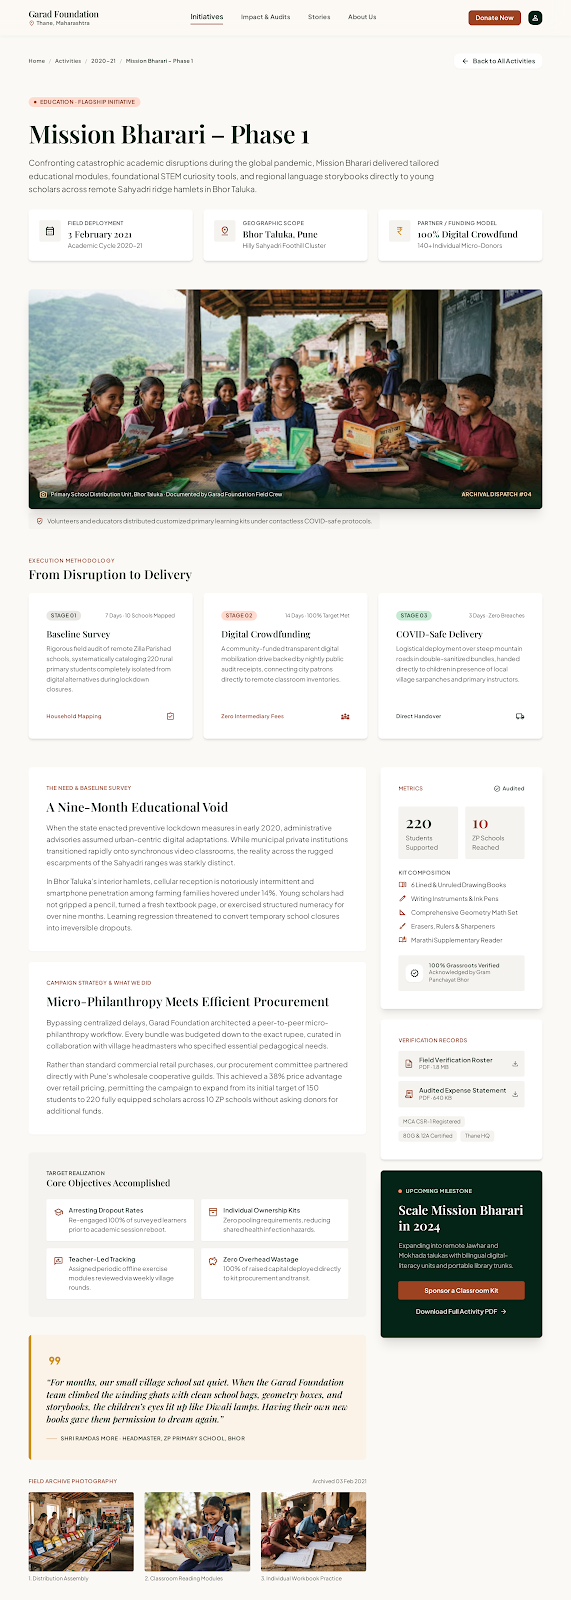 Garad Foundation
Thane, Maharashtra
Initiatives
Impact & Audits
Stories
About Us
Donate Now
Home / Activities / 2020–21 / Mission Bharari – Phase 1
Back to All Activities
EDUCATION · FLAGSHIP INITIATIVE
Mission Bharari – Phase 1
Confronting catastrophic academic disruptions during the global pandemic, Mission Bharari delivered tailored
educational modules, foundational STEM curiosity tools, and regional language storybooks directly to young
scholars across remote Sahyadri ridge hamlets in Bhor Taluka.
FIELD DEPLOYMENT
3 February 2021
Academic Cycle 2020-21
GEOGRAPHIC SCOPE
Bhor Taluka, Pune
Hilly Sahyadri Foothill Cluster
PARTNER / FUNDING MODEL
100% Digital Crowdfund
140+ Individual Micro-Donors
Primary School Distribution Unit, Bhor Taluka · Documented by Garad Foundation Field Crew
ARCHIVAL DISPATCH #04
Volunteers and educators distributed customized primary learning kits under contactless COVID-safe protocols.
EXECUTION METHODOLOGY
From Disruption to Delivery
STAGE 01
7 Days · 10 Schools Mapped
Baseline Survey
Rigorous field audit of remote Zilla Parishad
schools, systematically cataloging 220 rural
primary students completely isolated from
digital alternatives during lockdown
closures.
Household Mapping
STAGE 02
14 Days · 100% Target Met
Digital Crowdfunding
A community-funded transparent digital
mobilization drive backed by nightly public
audit receipts, connecting city patrons
directly to remote classroom inventories.
Zero Intermediary Fees
STAGE 03
3 Days · Zero Breaches
COVID-Safe Delivery
Logistical deployment over steep mountain
roads in double-sanitized bundles, handed
directly to children in presence of local
village sarpanches and primary instructors.
Direct Handover
THE NEED & BASELINE SURVEY
A Nine-Month Educational Void
When the state enacted preventive lockdown measures in early 2020, administrative
advisories assumed urban-centric digital adaptations. While municipal private institutions
transitioned rapidly onto synchronous video classrooms, the reality across the rugged
escarpments of the Sahyadri ranges was starkly distinct.
In Bhor Taluka's interior hamlets, cellular reception is notoriously intermittent and
smartphone penetration among farming families hovered under 14%. Young scholars had
not gripped a pencil, turned a fresh textbook page, or exercised structured numeracy for
over nine months. Learning regression threatened to convert temporary school closures
into irreversible dropouts.
CAMPAIGN STRATEGY & WHAT WE DID
Micro-Philanthropy Meets Efficient Procurement
Bypassing centralized delays, Garad Foundation architected a peer-to-peer micro-
philanthropy workflow. Every bundle was budgeted down to the exact rupee, curated in
collaboration with village headmasters who specified essential pedagogical needs.
Rather than standard commercial retail purchases, our procurement committee partnered
directly with Pune's wholesale cooperative guilds. This achieved a 38% price advantage
over retail pricing, permitting the campaign to expand from its initial target of 150
students to 220 fully equipped scholars across 10 ZP schools without asking donors for
additional funds.
TARGET REALIZATION
Core Objectives Accomplished
Arresting Dropout Rates
Re-engaged 100% of surveyed learners
prior to academic session reboot.
Individual Ownership Kits
Zero pooling requirements, reducing
shared health infection hazards.
Teacher-Led Tracking
Assigned periodic offline exercise
modules reviewed via weekly village
rounds.
Zero Overhead Wastage
100% of raised capital deployed directly
to kit procurement and transit.
"For months, our small village school sat quiet. When the Garad Foundation
team climbed the winding ghats with clean school bags, geometry boxes, and
storybooks, the children's eyes lit up like Diwali lamps. Having their own new
books gave them permission to dream again."
SHRI RAMDAS MORE · HEADMASTER, ZP PRIMARY SCHOOL, BHOR
FIELD ARCHIVE PHOTOGRAPHY
Archived 03 Feb 2021
1. Distribution Assembly
2. Classroom Reading Modules
3. Individual Workbook Practice
METRICS
Audited
220
Students
Supported
10
ZP Schools
Reached
KIT COMPOSITION
6 Lined & Unruled Drawing Books
Writing Instruments & Ink Pens
Comprehensive Geometry Math Set
Erasers, Rulers & Sharpeners
Marathi Supplementary Reader
100% Grassroots Verified
Acknowledged by Gram
Panchayat Bhor
VERIFICATION RECORDS
Field Verification Roster
PDF · 1.8 MB
Audited Expense Statement
PDF · 640 KB
MCA CSR-1 Registered
80G & 12A Certified
Thane HQ
UPCOMING MILESTONE
Scale Mission Bharari
in 2024
Expanding into remote Jawhar and
Mokhada talukas with bilingual digital-
literacy units and portable library trunks.
Sponsor a Classroom Kit
Download Full Activity PDF